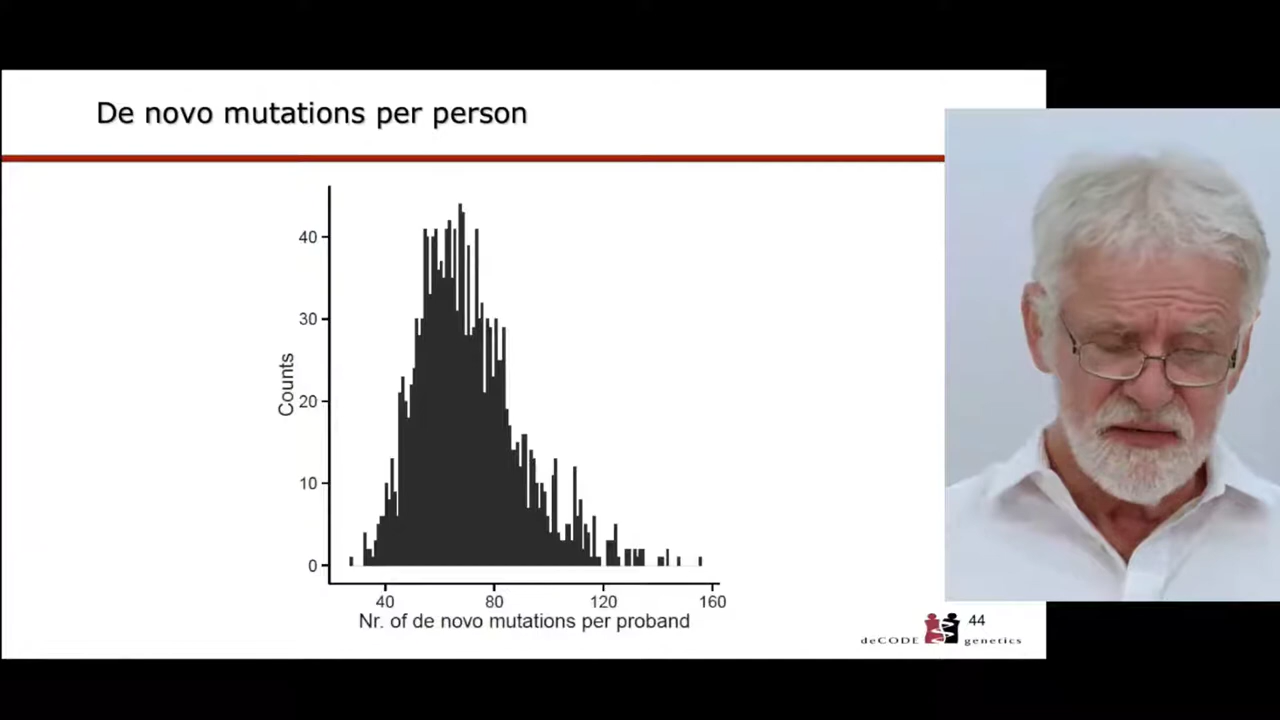 De novo mutations per person
40
30
20
10
0
Counts
40 80 120 160
Nr. of de novo mutations per proband
44
deCODE genetics